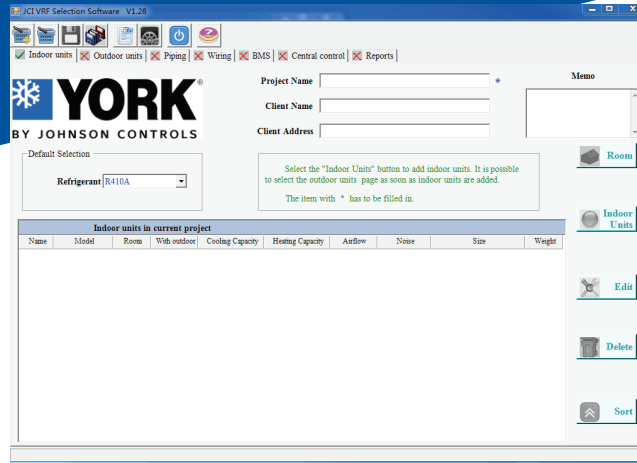 JCI VRF Selection Software V1.28
Indoor units Outdoor units Piping Wiring BMS Central control Reports
YORK®
BY JOHNSON CONTROLS
Project Name *
Client Name
Client Address
Memo
Default Selection
Refrigerant R410A
Select the "Indoor Units" button to add indoor units. It is possible
to select the outdoor units page as soon as indoor units are added.
The item with * has to be filled in.
Room
Indoor
Units
Edit
Delete
Sort
Indoor units in current project
Name Model Room With outdoor Cooling Capacity Heating Capacity Airflow Noise Size Weight